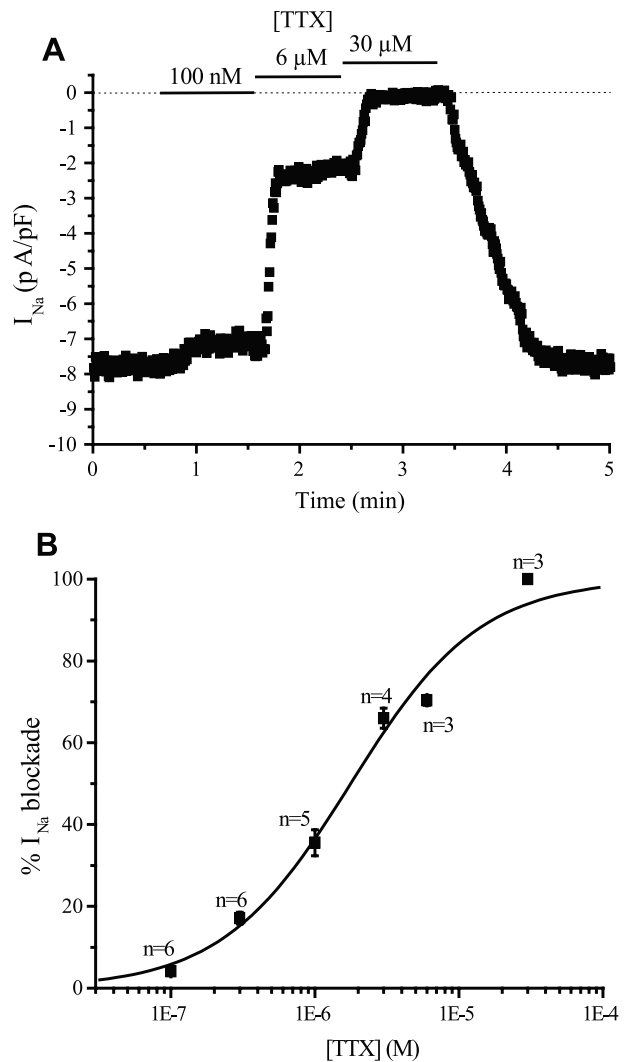 [TTX]
A
30 μM
6 μM
100 nM
0
-1
-2
-3
-4
-5
-6
-7
-8
-9
-10
I_Na (p A/pF)
0 1 2 3 4 5
Time (min)
B
100
80
60
40
20
0
% I_Na blockade
n=3
n=4
n=3
n=5
n=6
n=6
1E-7 1E-6 1E-5 1E-4
[TTX] (M)